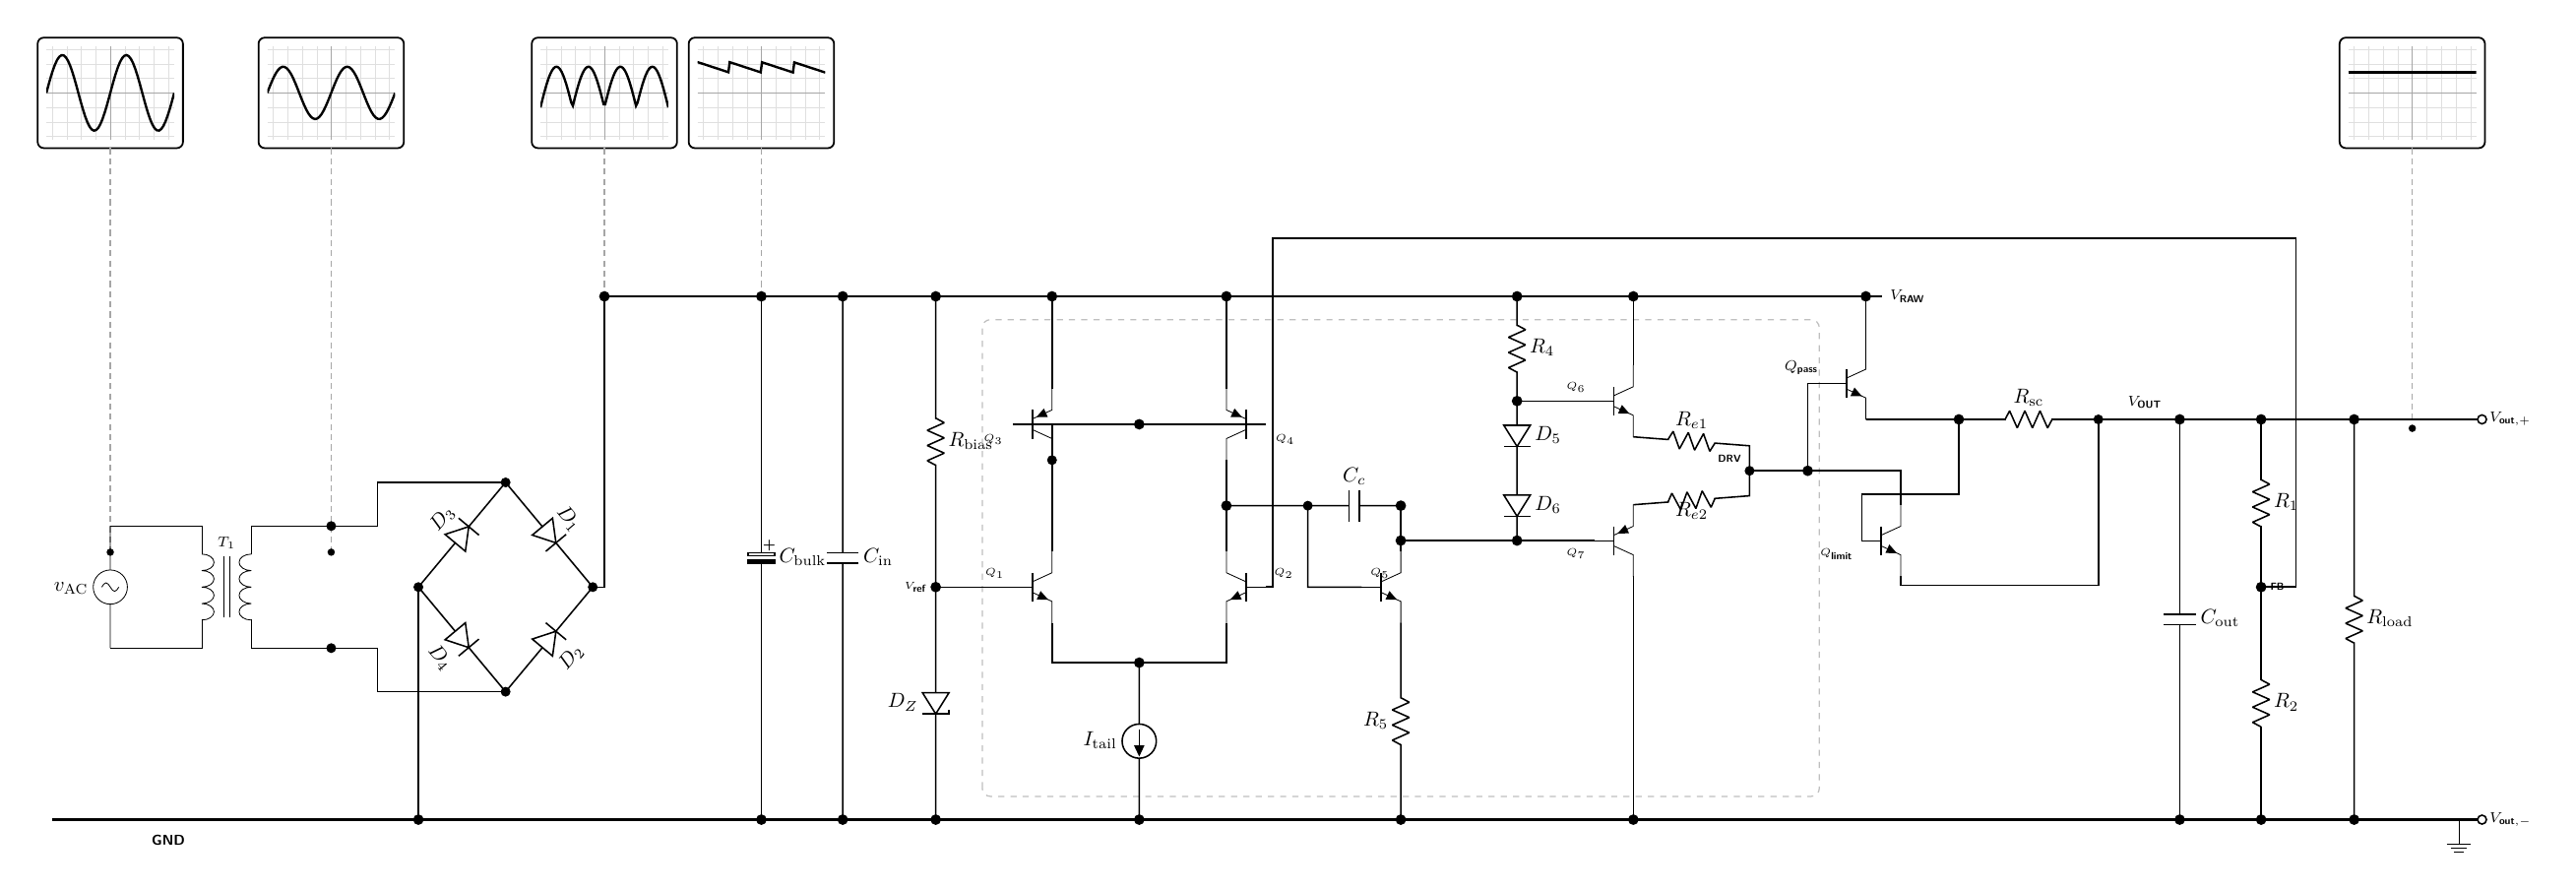 V_RAW
R_4
Q_pass
Q_6
R_sc
V_OUT
V_out,+
R_e1
D_5
Q_3
R_bias
Q_4
DRV
C_c
D_3
D_1
R_1
D_6
R_e2
T_1
Q_7
Q_limit
+
C_bulk
C_in
v_AC
V_ref
Q_1
Q_2
Q_5
FB
C_out
R_load
D_4
D_2
D_Z
R_2
R_5
I_tail
V_out,−
GND